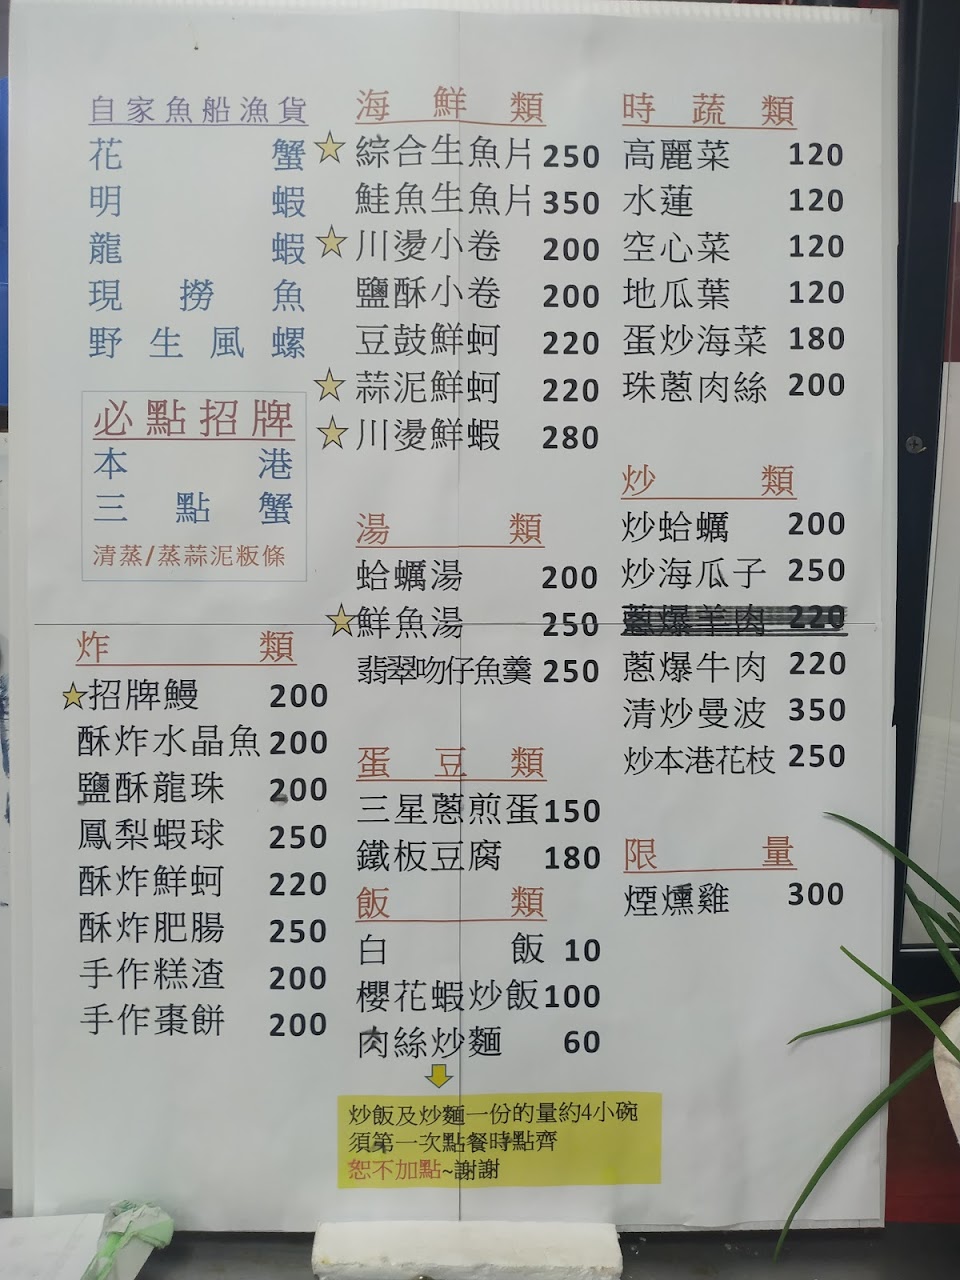 自家魚船漁貨
花蟹
明蝦
龍蝦
現撈魚
野生風螺
必點招牌
本港
三點蟹
清蒸/蒸蒜泥粄條
炸類
☆招牌鰻 200
酥炸水晶魚 200
鹽酥龍珠 200
鳳梨蝦球 250
酥炸鮮蚵 220
酥炸肥腸 250
手作糕渣 200
手作棗餅 200
海鮮類
☆綜合生魚片 250
鮭魚生魚片 350
☆川燙小卷 200
鹽酥小卷 200
豆鼓鮮蚵 220
☆蒜泥鮮蚵 220
☆川燙鮮蝦 280
湯類
蛤蠣湯 200
☆鮮魚湯 250
翡翠吻仔魚羹 250
蛋豆類
三星蔥煎蛋 150
鐵板豆腐 180
飯類
白飯 10
櫻花蝦炒飯 100
肉絲炒麵 60
炒飯及炒麵一份的量約4小碗
須第一次點餐時點齊
恕不加點~謝謝
時蔬類
高麗菜 120
水蓮 120
空心菜 120
地瓜葉 120
蛋炒海菜 180
珠蔥肉絲 200
炒類
炒蛤蠣 200
炒海瓜子 250
蔥爆羊肉 220
蔥爆牛肉 220
清炒曼波 350
炒本港花枝 250
限量
煙燻雞 300